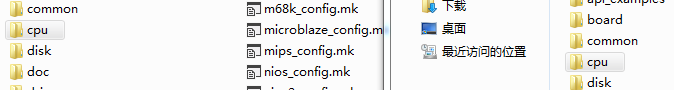 common
cpu
disk
doc
m68k_config.mk
microblaze_config.m
mips_config.mk
nios_config.mk
下载
桌面
最近访问的位置
api_examples
board
common
cpu
disk